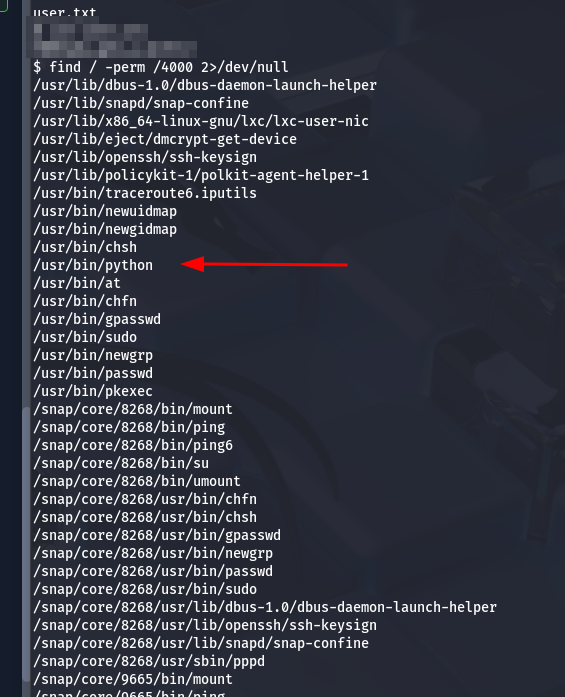 user.txt
$ find / -perm /4000 2>/dev/null
/usr/lib/dbus-1.0/dbus-daemon-launch-helper
/usr/lib/snapd/snap-confine
/usr/lib/x86_64-linux-gnu/lxc/lxc-user-nic
/usr/lib/eject/dmcrypt-get-device
/usr/lib/openssh/ssh-keysign
/usr/lib/policykit-1/polkit-agent-helper-1
/usr/bin/traceroute6.iputils
/usr/bin/newuidmap
/usr/bin/newgidmap
/usr/bin/chsh
/usr/bin/python
/usr/bin/at
/usr/bin/chfn
/usr/bin/gpasswd
/usr/bin/sudo
/usr/bin/newgrp
/usr/bin/passwd
/usr/bin/pkexec
/snap/core/8268/bin/mount
/snap/core/8268/bin/ping
/snap/core/8268/bin/ping6
/snap/core/8268/bin/su
/snap/core/8268/bin/umount
/snap/core/8268/usr/bin/chfn
/snap/core/8268/usr/bin/chsh
/snap/core/8268/usr/bin/gpasswd
/snap/core/8268/usr/bin/newgrp
/snap/core/8268/usr/bin/passwd
/snap/core/8268/usr/bin/sudo
/snap/core/8268/usr/lib/dbus-1.0/dbus-daemon-launch-helper
/snap/core/8268/usr/lib/openssh/ssh-keysign
/snap/core/8268/usr/lib/snapd/snap-confine
/snap/core/8268/usr/sbin/pppd
/snap/core/9665/bin/mount
/snap/core/9665/bin/ping